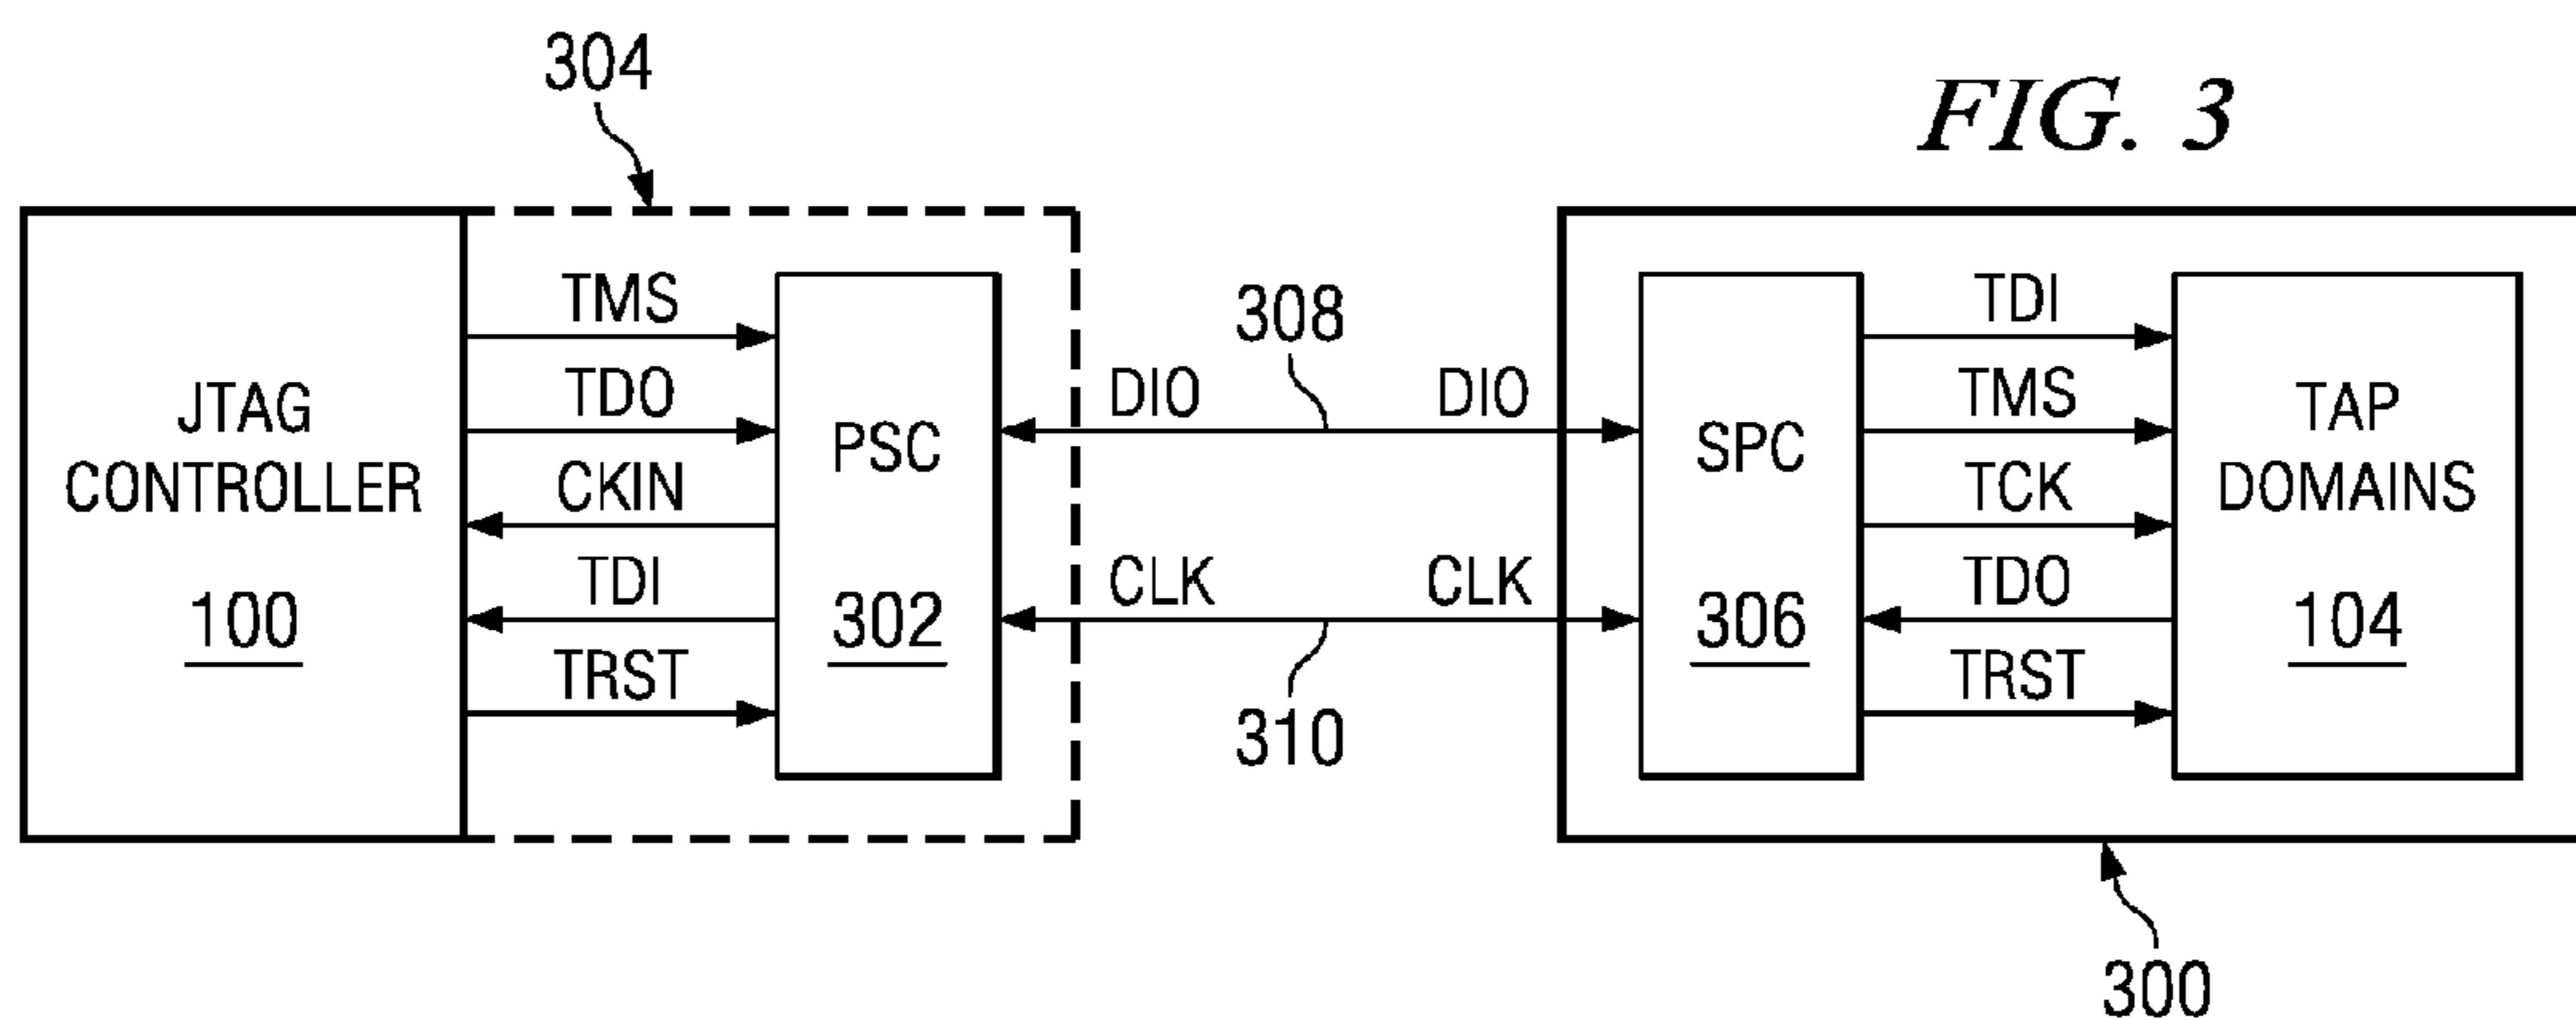 304
FIG. 3
JTAG
CONTROLLER
100
TMS
TDO
CKIN
TDI
TRST
PSC
302
DIO
308
DIO
CLK
CLK
310
SPC
306
TDI
TMS
TCK
TDO
TRST
TAP
DOMAINS
104
300